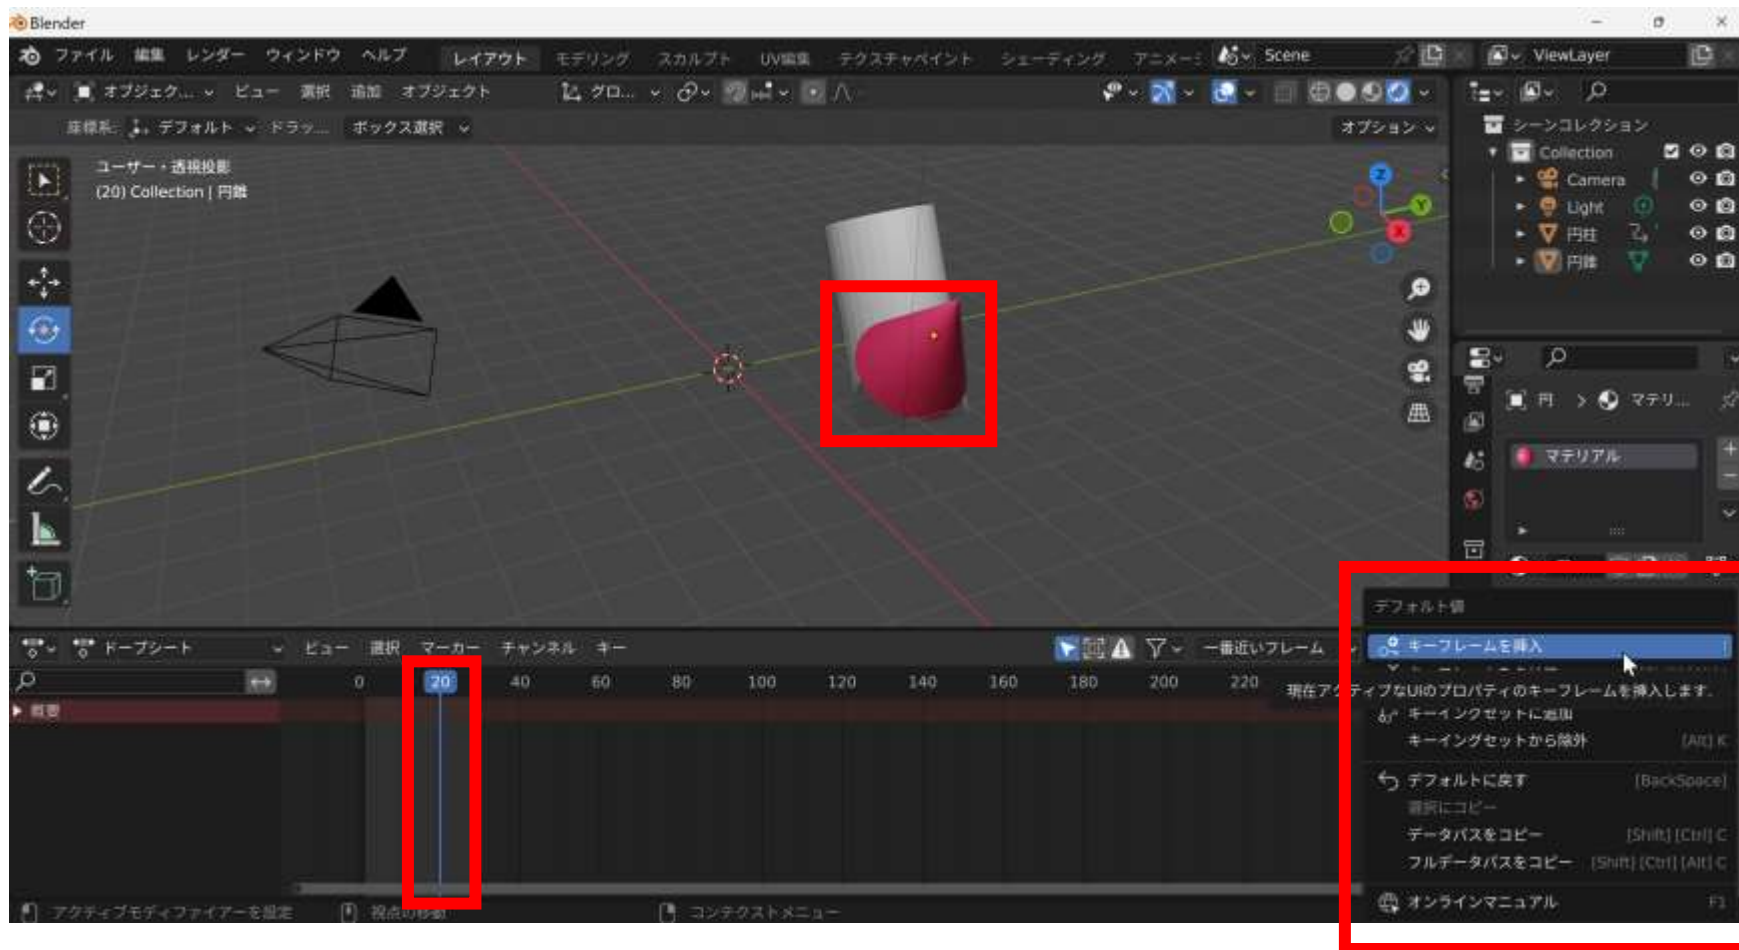 Blender
ファイル 編集 レンダー ウィンドウ ヘルプ レイアウト モデリング スカルプト UV編集 テクスチャペイント シェーディング アニメー Scene ViewLayer
オブジェク... ビュー 選択 追加 オブジェクト グロ...
座標系: デフォルト ドラッ... ボックス選択 オプション
ユーザー・透視投影
(20) Collection | 円錐
Z
Y
X
シーンコレクション
Collection
Camera
Light
円柱
円錐
円 > マテリ...
マテリアル
ドープシート ビュー 選択 マーカー チャンネル キー 一番近いフレーム
0 20 40 60 80 100 120 140 160 180 200 220
概要
デフォルト値
キーフレームを挿入 I
現在アクティブなUIのプロパティのキーフレームを挿入します.
キーイングセットに追加
キーイングセットから除外 [Alt] K
デフォルトに戻す [BackSpace]
選択にコピー
データパスをコピー [Shift] [Ctrl] C
フルデータパスをコピー [Shift] [Ctrl] [Alt] C
オンラインマニュアル F1
アクティブモディファイアーを設定 視点の移動 コンテクストメニュー